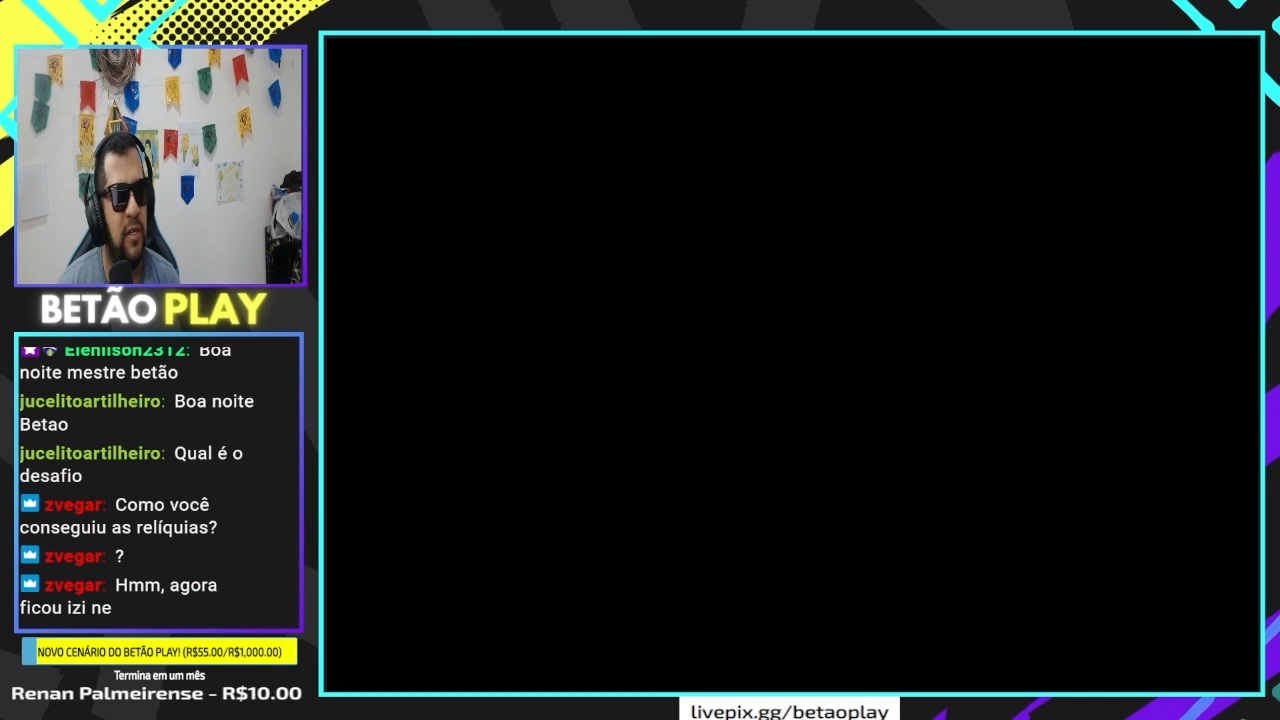 BETÃO PLAY
Elenilson2312: Boa
noite mestre betão
jucelitoartilheiro: Boa noite
Betao
jucelitoartilheiro: Qual é o
desafio
zvegar: Como você
conseguiu as relíquias?
zvegar: ?
zvegar: Hmm, agora
ficou izi ne
NOVO CENÁRIO DO BETÃO PLAY! (R$55.00/R$1,000.00)
Termina em um mês
Renan Palmeirense - R$10.00
livepix.gg/betaoplay